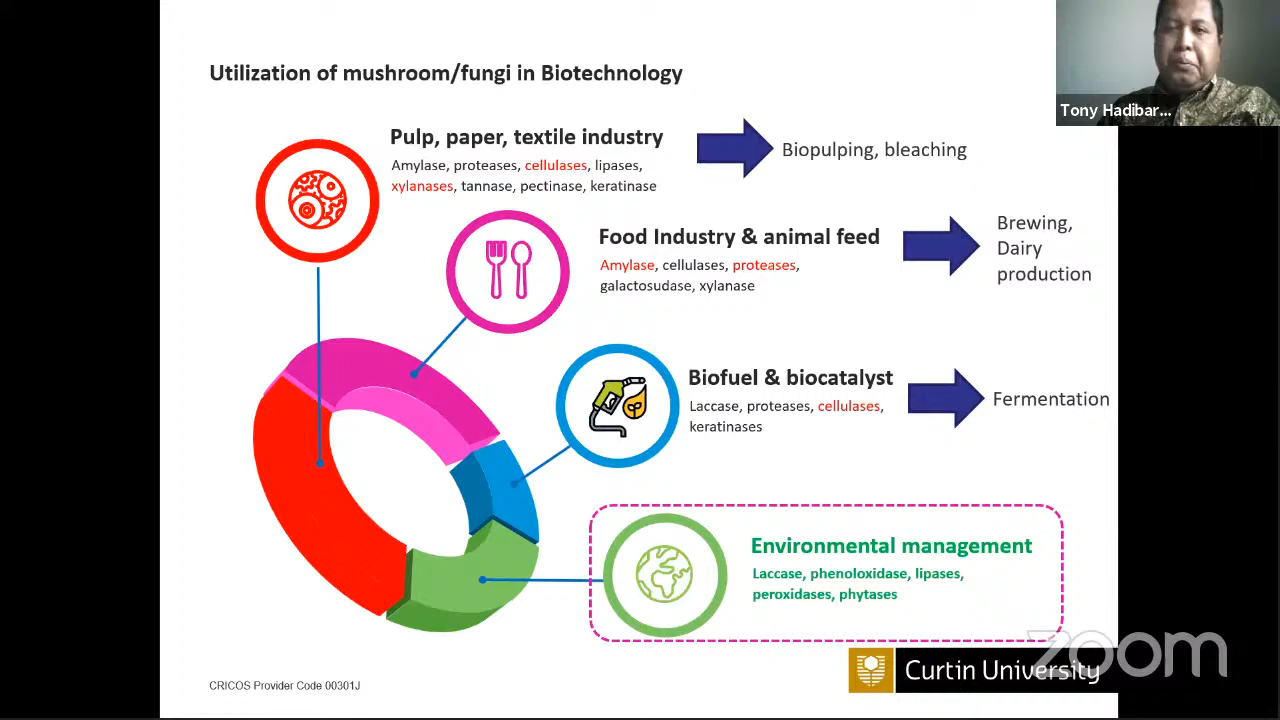 Utilization of mushroom/fungi in Biotechnology
Tony Hadibar...
Pulp, paper, textile industry
Amylase, proteases, cellulases, lipases,
xylanases, tannase, pectinase, keratinase
Biopulping, bleaching
Food Industry & animal feed
Amylase, cellulases, proteases,
galactosudase, xylanase
Brewing,
Dairy
production
Biofuel & biocatalyst
Laccase, proteases, cellulases,
keratinases
Fermentation
Environmental management
Laccase, phenoloxidase, lipases,
peroxidases, phytases
zoom
Curtin University
CRICOS Provider Code 00301J